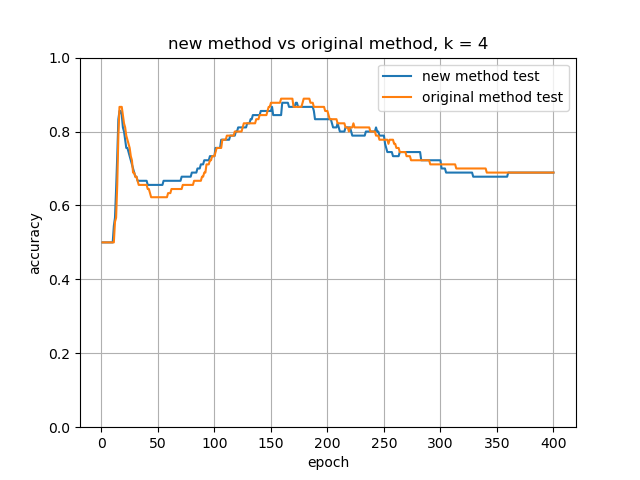 new method vs original method, k = 4
new method test
original method test
accuracy
1.0
0.8
0.6
0.4
0.2
0.0
0 50 100 150 200 250 300 350 400
epoch